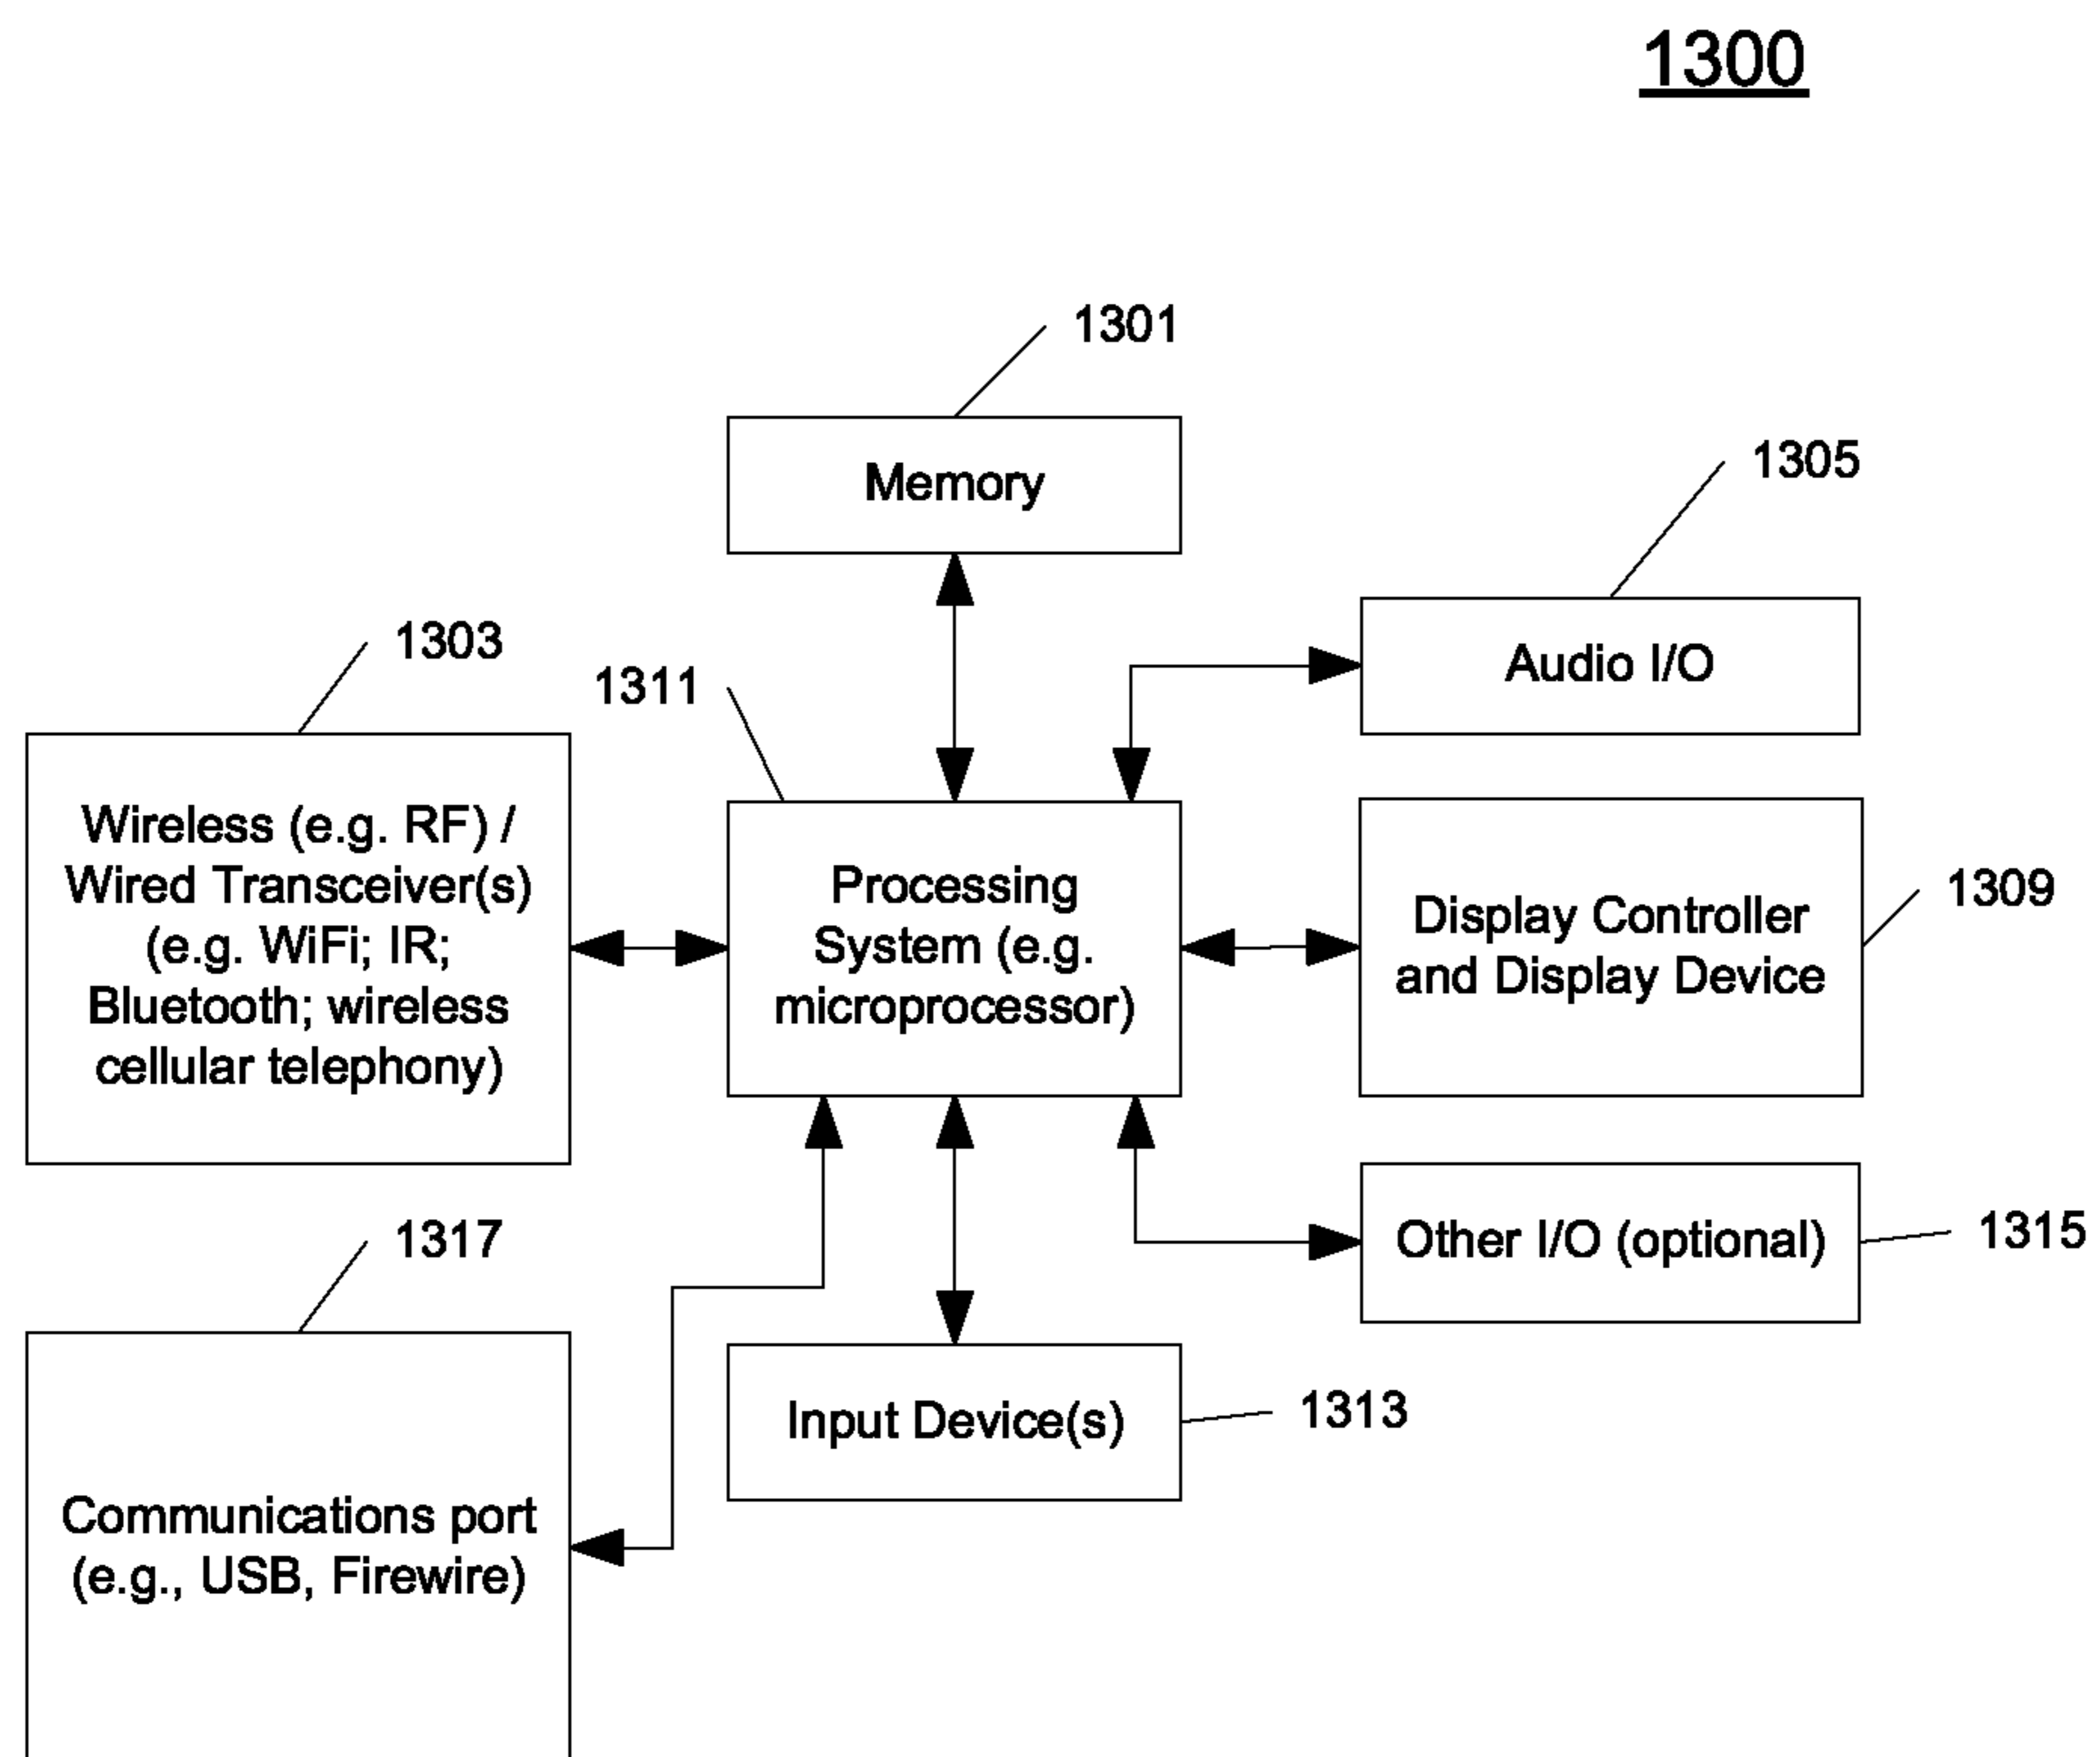 1300
1301
Memory
1305
Audio I/O
1303
1311
Wireless (e.g. RF) /
Wired Transceiver(s)
(e.g. WiFi; IR;
Bluetooth; wireless
cellular telephony)
Processing
System (e.g.
microprocessor)
Display Controller
and Display Device
1309
1317
Other I/O (optional)
1315
Input Device(s)
1313
Communications port
(e.g., USB, Firewire)